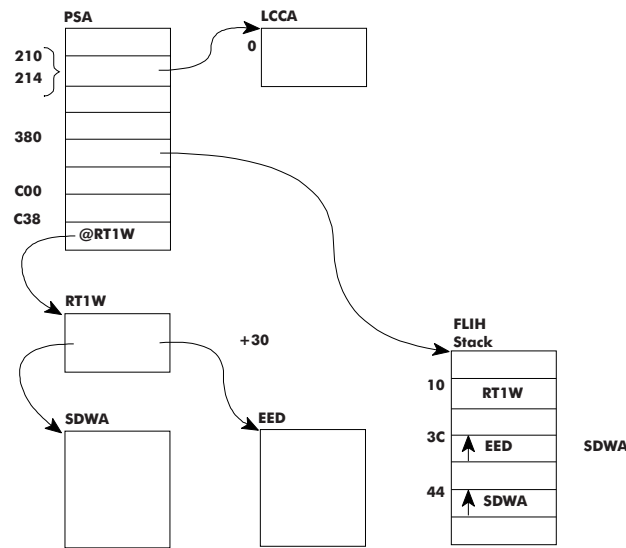 PSA
LCCA
210
0
214
380
C00
C38
@RT1W
RT1W
+30
FLIH
Stack
10
RT1W
SDWA
EED
3C
EED
SDWA
44
SDWA